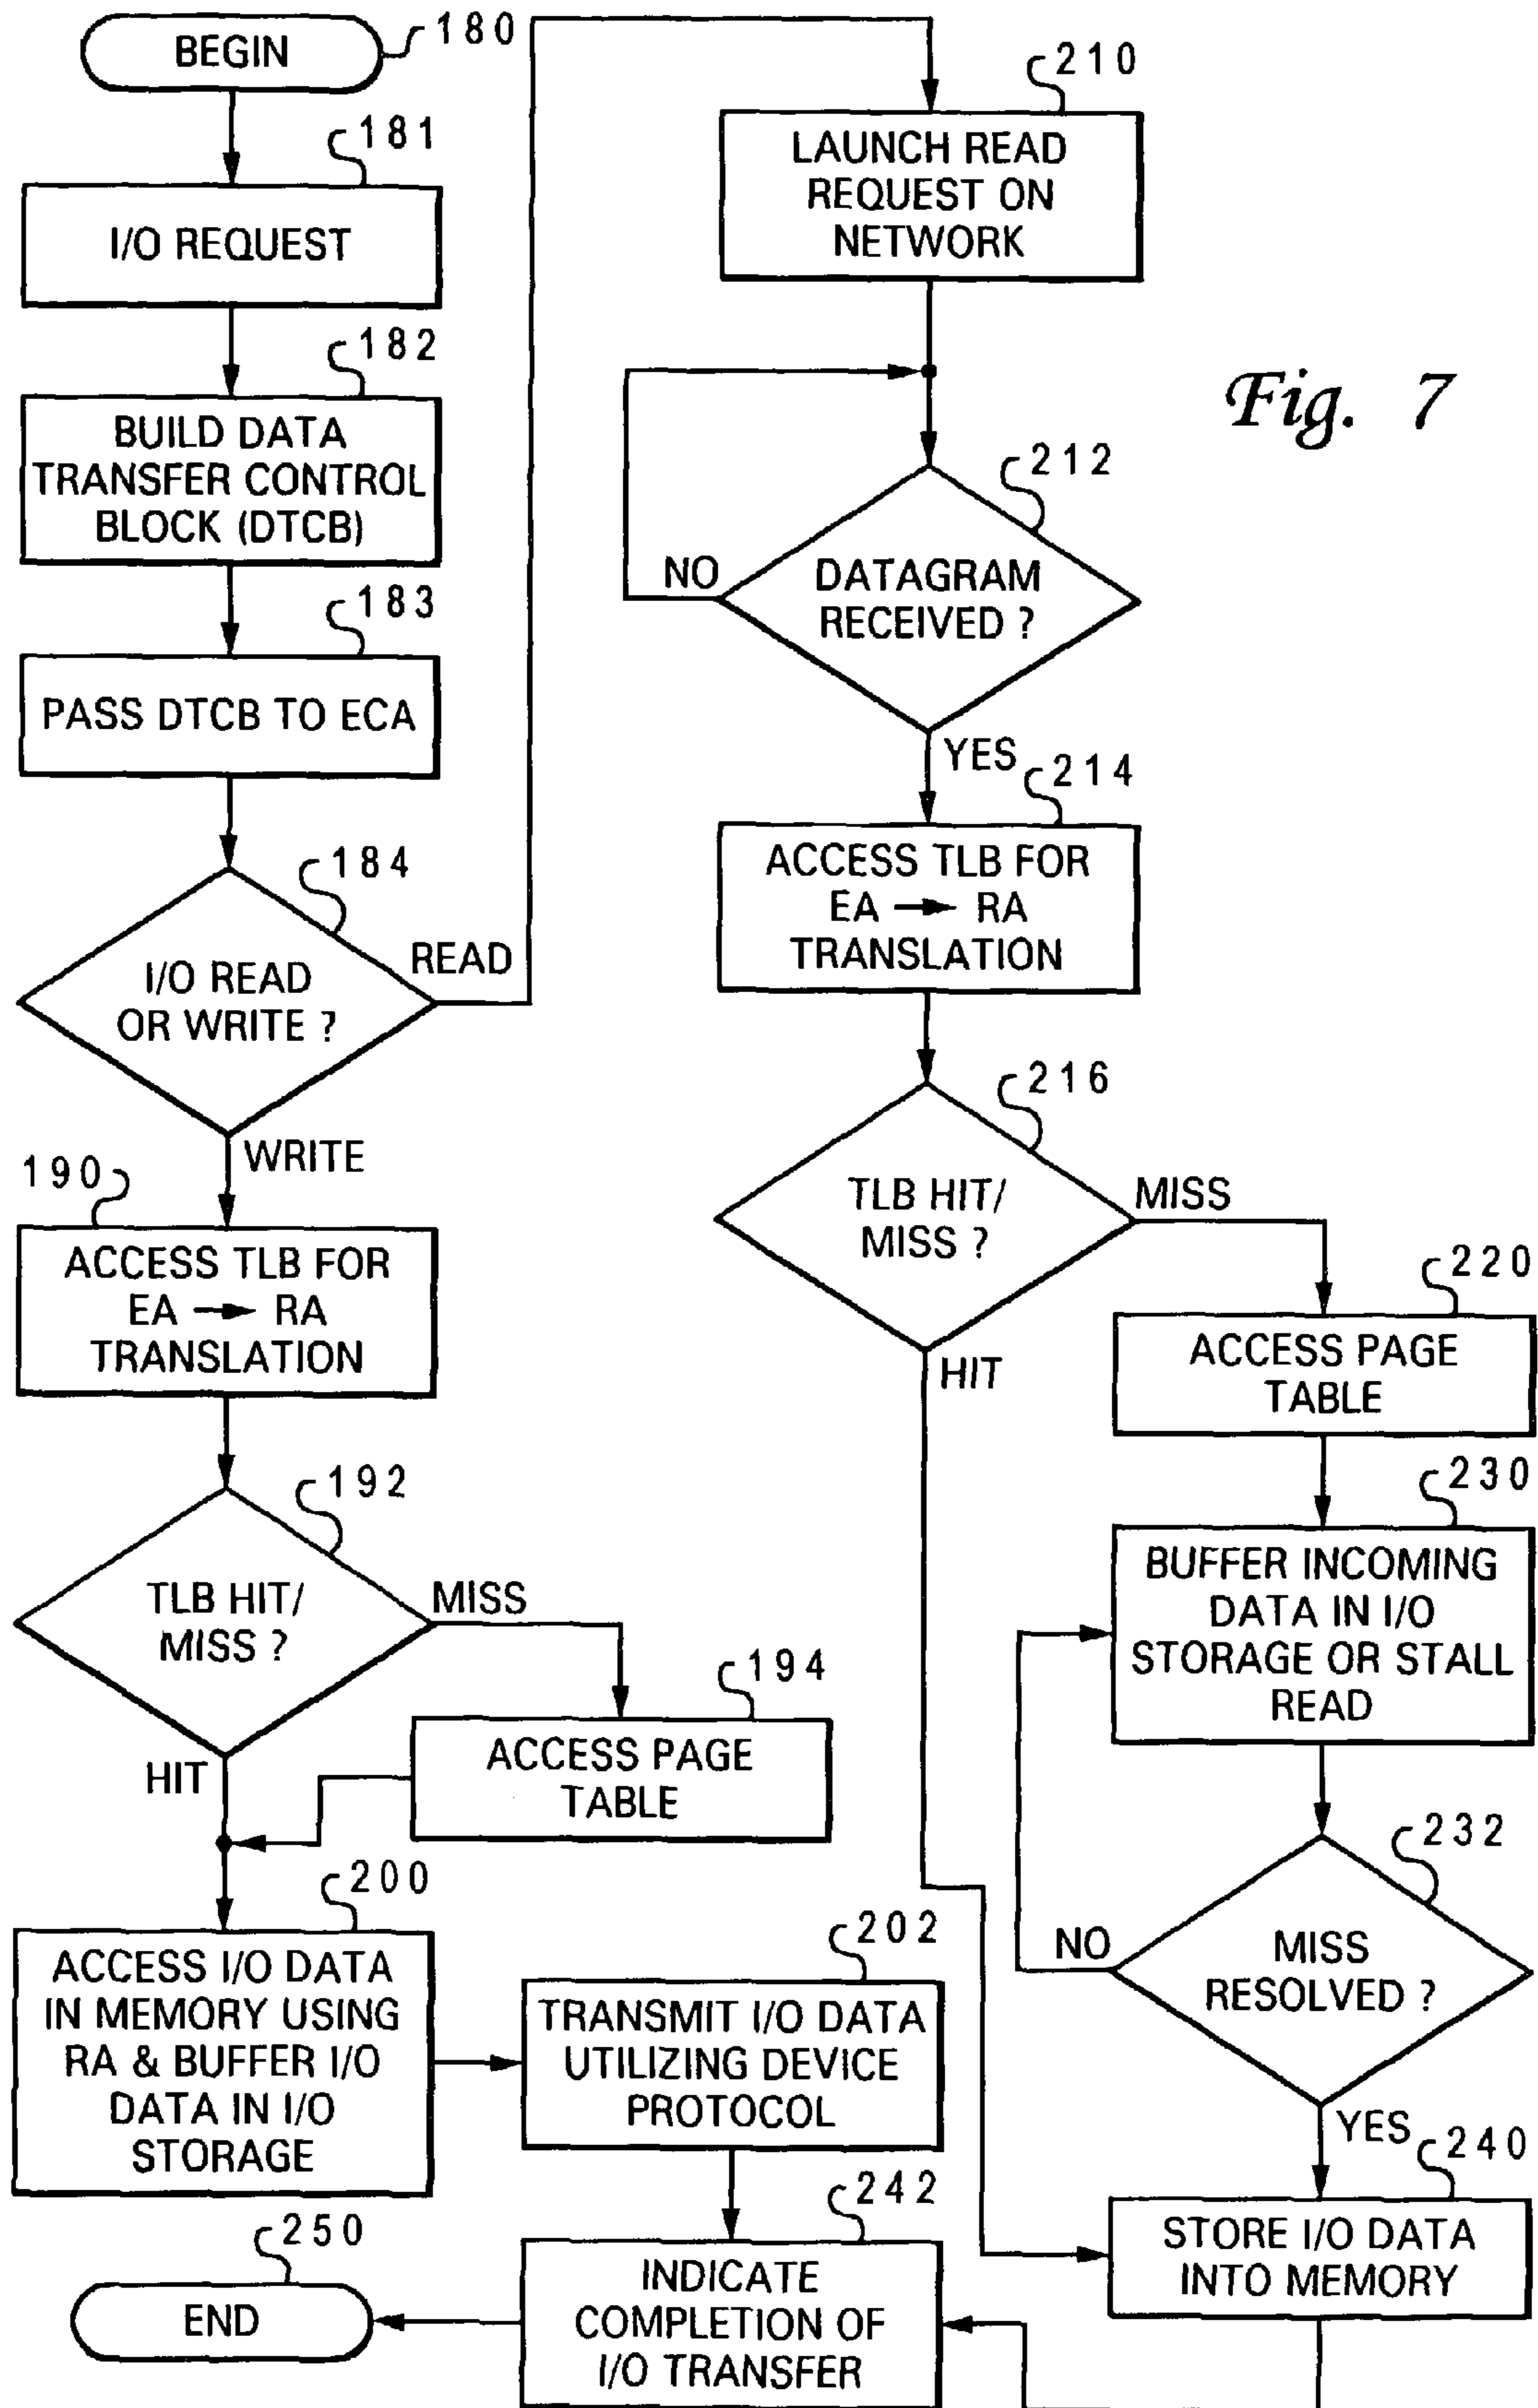 BEGIN
180
181
I/O REQUEST
182
BUILD DATA
TRANSFER CONTROL
BLOCK (DTCB)
183
PASS DTCB TO ECA
184
I/O READ
OR WRITE ?
READ
WRITE
190
ACCESS TLB FOR
EA → RA
TRANSLATION
192
TLB HIT/
MISS ?
MISS
HIT
194
ACCESS PAGE
TABLE
200
ACCESS I/O DATA
IN MEMORY USING
RA & BUFFER I/O
DATA IN I/O
STORAGE
202
TRANSMIT I/O DATA
UTILIZING DEVICE
PROTOCOL
210
LAUNCH READ
REQUEST ON
NETWORK
Fig. 7
212
DATAGRAM
RECEIVED ?
NO
YES
214
ACCESS TLB FOR
EA → RA
TRANSLATION
216
TLB HIT/
MISS ?
MISS
HIT
220
ACCESS PAGE
TABLE
230
BUFFER INCOMING
DATA IN I/O
STORAGE OR STALL
READ
232
MISS
RESOLVED ?
NO
YES
240
STORE I/O DATA
INTO MEMORY
242
INDICATE
COMPLETION OF
I/O TRANSFER
250
END